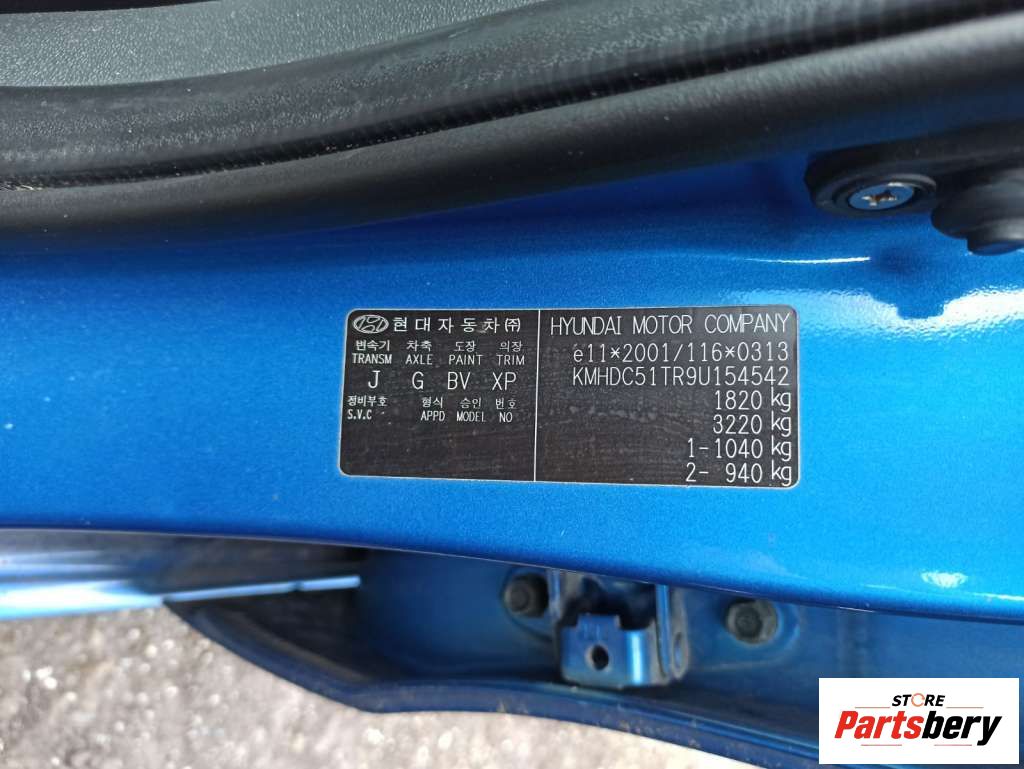 현대자동차㈜
변속기 차축 도장 의장
TRANSM AXLE PAINT TRIM
J G BV XP
정비부호 형식 승인 번호
S.V.C APPD MODEL NO
HYUNDAI MOTOR COMPANY
e11*2001/116*0313
KMHDC51TR9U154542
1820 kg
3220 kg
1-1040 kg
2- 940 kg
STORE
Partsbery